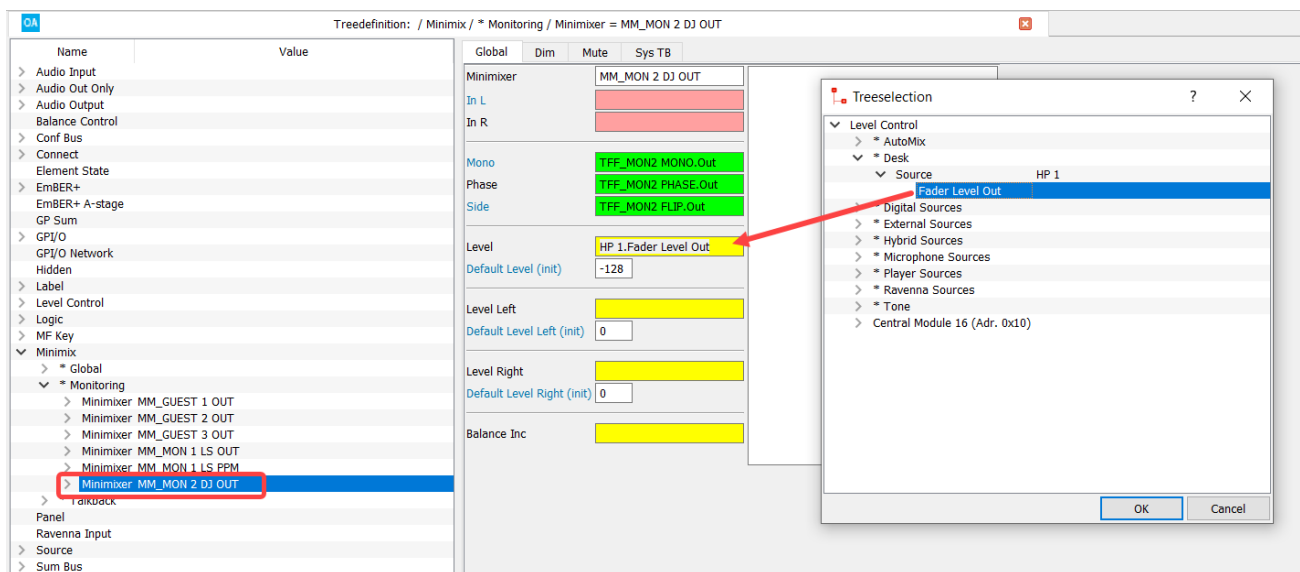 OA
Treedefinition: / Minimix / * Monitoring / Minimixer = MM_MON 2 DJ OUT
Name Value
Audio Input
Audio Out Only
Audio Output
Balance Control
Conf Bus
Connect
Element State
EmBER+
EmBER+ A-stage
GP Sum
GPI/O
GPI/O Network
Hidden
Label
Level Control
Logic
MF Key
Minimix
* Global
* Monitoring
Minimixer MM_GUEST 1 OUT
Minimixer MM_GUEST 2 OUT
Minimixer MM_GUEST 3 OUT
Minimixer MM_MON 1 LS OUT
Minimixer MM_MON 1 LS PPM
Minimixer MM_MON 2 DJ OUT
Talkback
Panel
Ravenna Input
Source
Sum Bus
Global Dim Mute Sys TB
Minimixer MM_MON 2 DJ OUT
In L
In R
Mono TFF_MON2 MONO.Out
Phase TFF_MON2 PHASE.Out
Side TFF_MON2 FLIP.Out
Level HP 1.Fader Level Out
Default Level (init) -128
Level Left
Default Level Left (init) 0
Level Right
Default Level Right (init) 0
Balance Inc
Treeselection ?
Level Control
* AutoMix
* Desk
Source HP 1
Fader Level Out
* Digital Sources
* External Sources
* Hybrid Sources
* Microphone Sources
* Player Sources
* Ravenna Sources
* Tone
Central Module 16 (Adr. 0x10)
OK Cancel